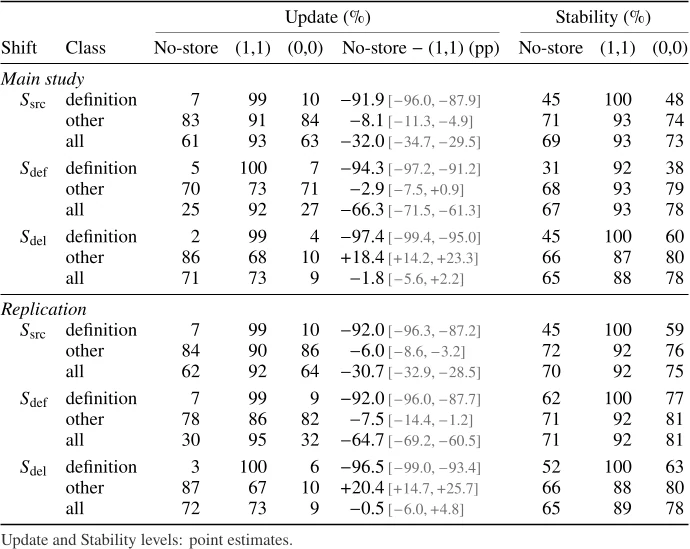 Update (%) Stability (%)
Shift Class No-store (1,1) (0,0) No-store − (1,1) (pp) No-store (1,1) (0,0)
Main study
S_src definition 7 99 10 −91.9 [−96.0, −87.9] 45 100 48
other 83 91 84 −8.1 [−11.3, −4.9] 71 93 74
all 61 93 63 −32.0 [−34.7, −29.5] 69 93 73
S_def definition 5 100 7 −94.3 [−97.2, −91.2] 31 92 38
other 70 73 71 −2.9 [−7.5, +0.9] 68 93 79
all 25 92 27 −66.3 [−71.5, −61.3] 67 93 78
S_del definition 2 99 4 −97.4 [−99.4, −95.0] 45 100 60
other 86 68 10 +18.4 [+14.2, +23.3] 66 87 80
all 71 73 9 −1.8 [−5.6, +2.2] 65 88 78
Replication
S_src definition 7 99 10 −92.0 [−96.3, −87.2] 45 100 59
other 84 90 86 −6.0 [−8.6, −3.2] 72 92 76
all 62 92 64 −30.7 [−32.9, −28.5] 70 92 75
S_def definition 7 99 9 −92.0 [−96.0, −87.7] 62 100 77
other 78 86 82 −7.5 [−14.4, −1.2] 71 92 81
all 30 95 32 −64.7 [−69.2, −60.5] 71 92 81
S_del definition 3 100 6 −96.5 [−99.0, −93.4] 52 100 63
other 87 67 10 +20.4 [+14.7, +25.7] 66 88 80
all 72 73 9 −0.5 [−6.0, +4.8] 65 89 78
Update and Stability levels: point estimates.